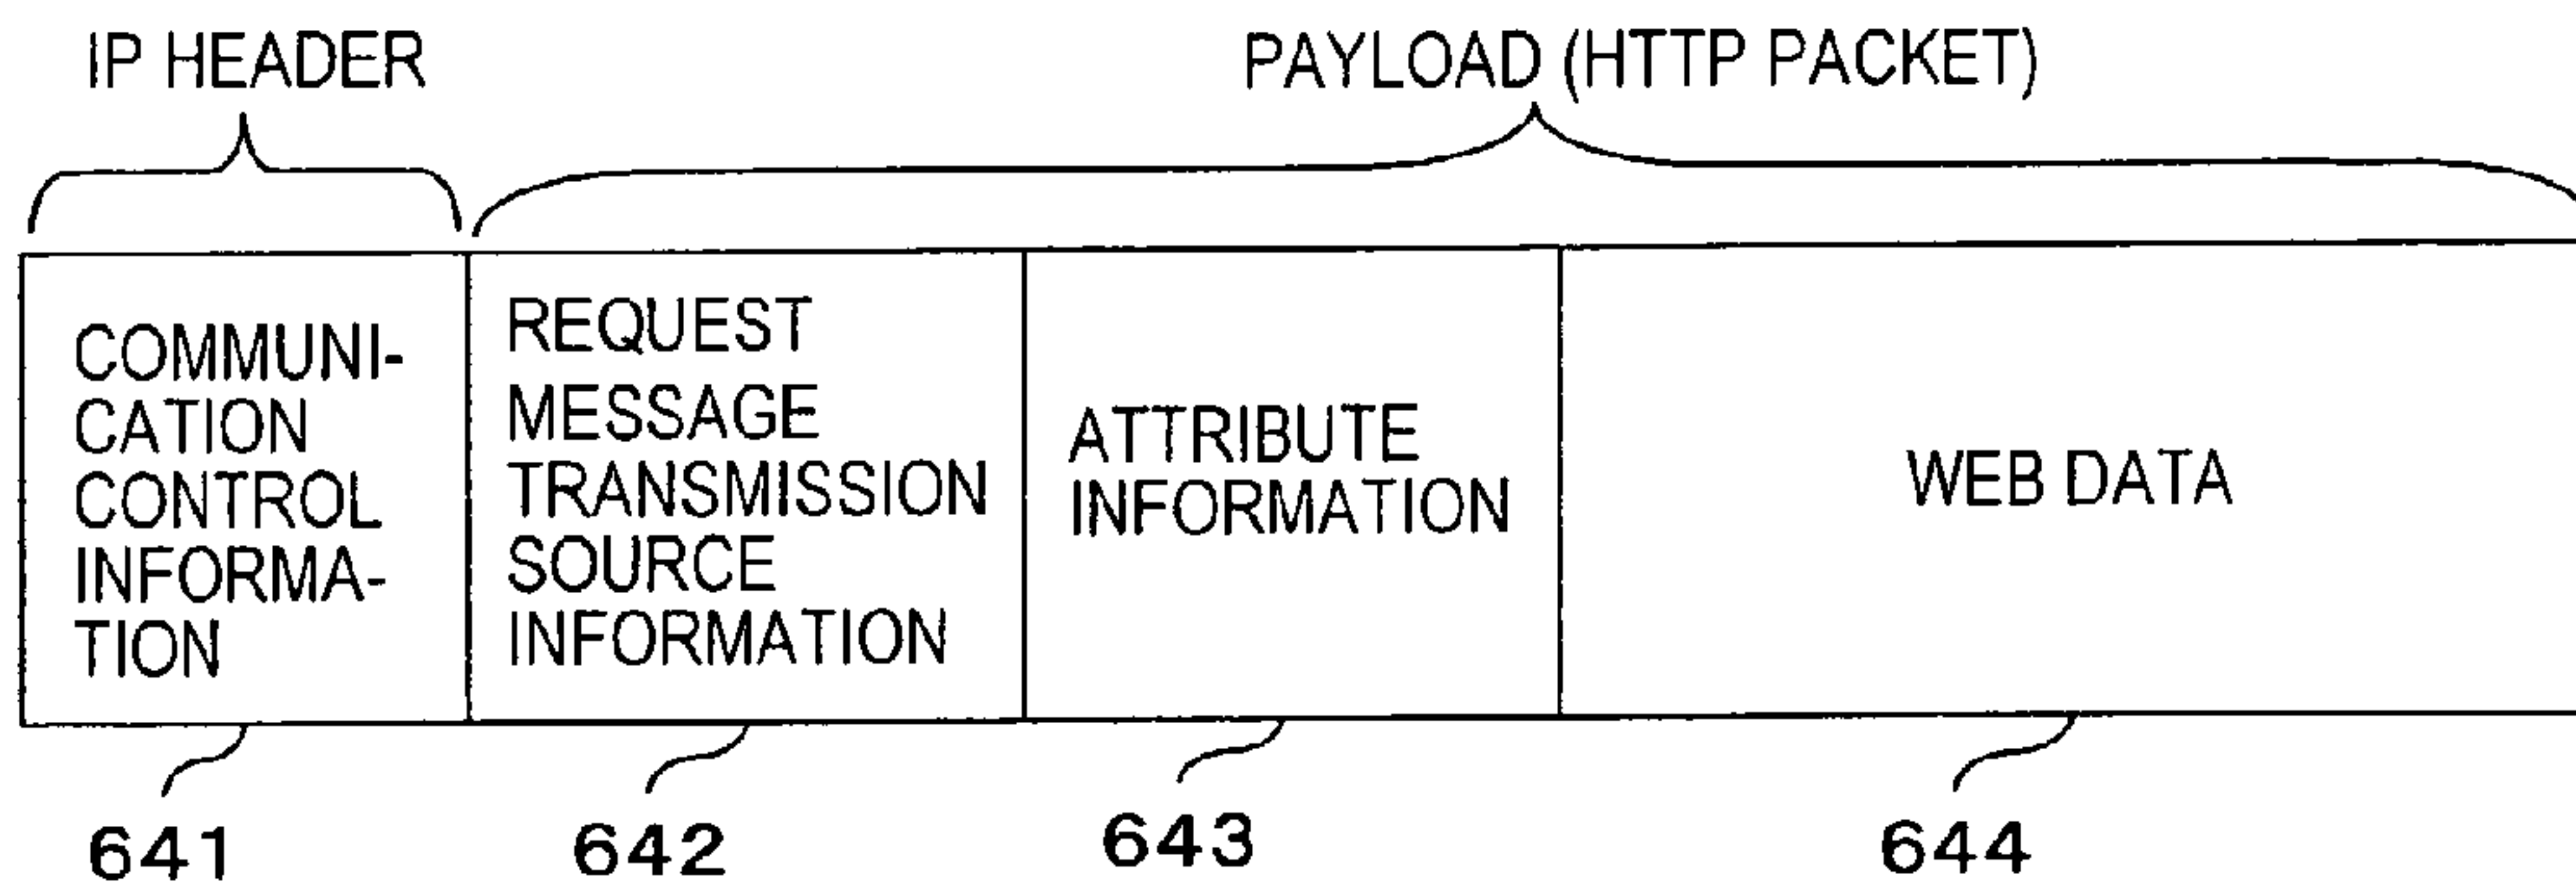 IP HEADER
PAYLOAD (HTTP PACKET)
COMMUNI-
CATION
CONTROL
INFORMA-
TION
REQUEST
MESSAGE
TRANSMISSION
SOURCE
INFORMATION
ATTRIBUTE
INFORMATION
WEB DATA
641
642
643
644